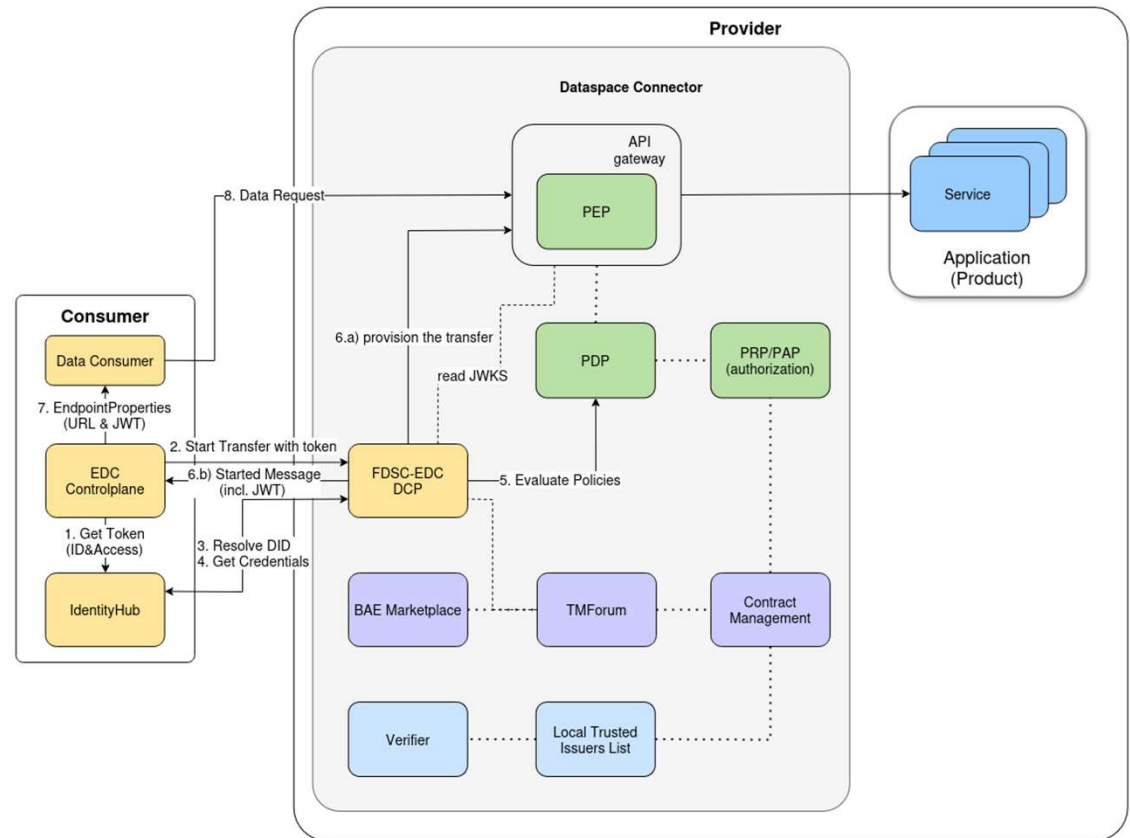 Provider
Dataspace Connector
API
gateway
PEP
8. Data Request
Service
Application
(Product)
Consumer
Data Consumer
6.a) provision the transfer
PDP
PRP/PAP
(authorization)
read JWKS
7. EndpointProperties
(URL & JWT)
2. Start Transfer with token
EDC
Controlplane
6.b) Started Message
(incl. JWT)
FDSC-EDC
DCP
5. Evaluate Policies
1. Get Token
(ID&Access)
3. Resolve DID
4. Get Credentials
IdentityHub
BAE Marketplace
TMForum
Contract
Management
Verifier
Local Trusted
Issuers List